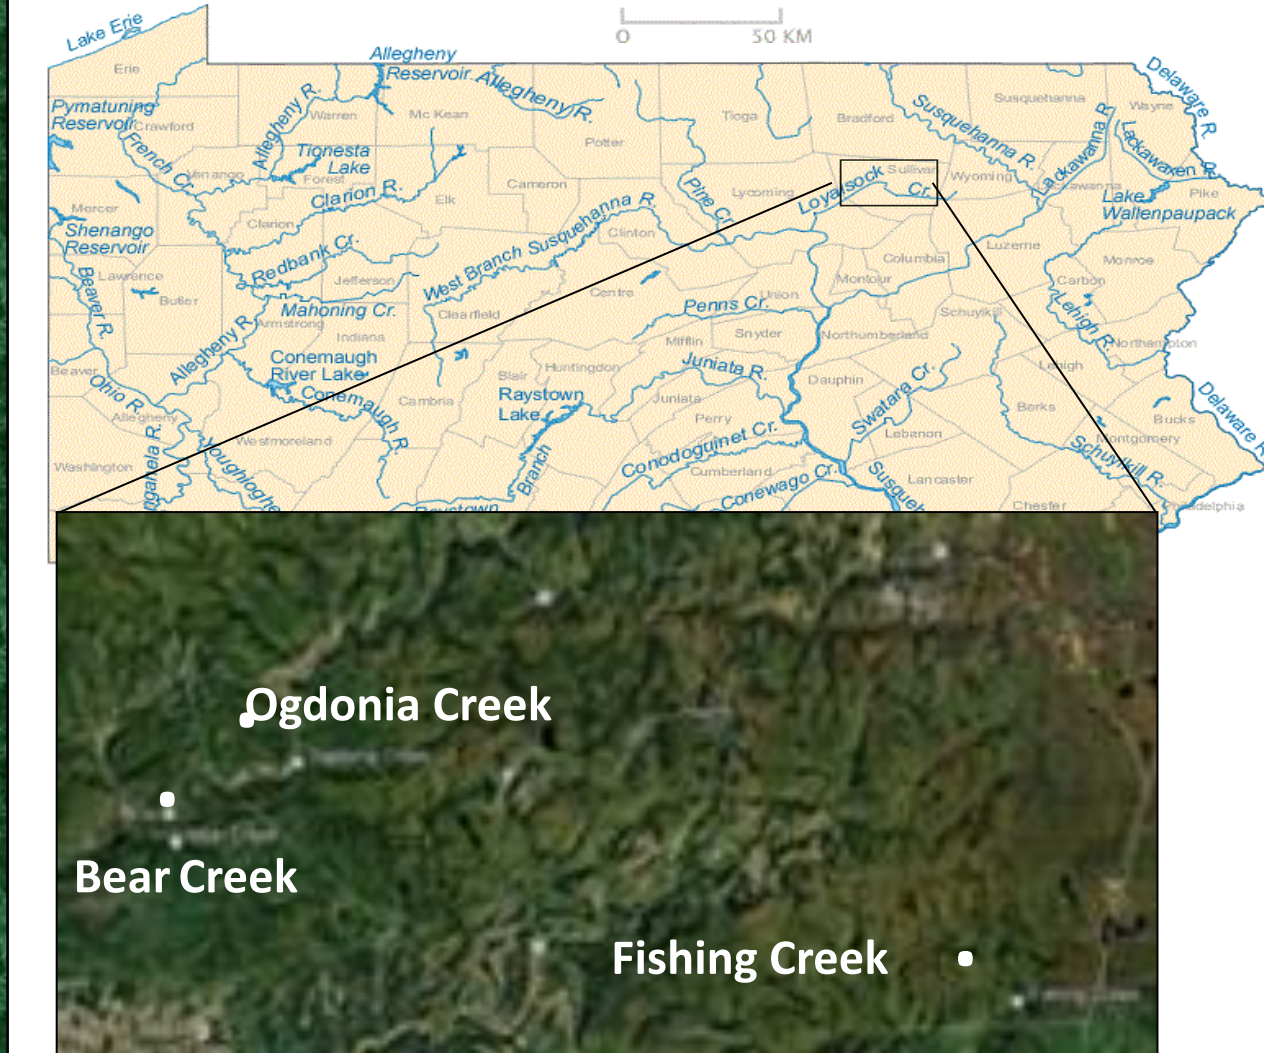 Lake Erie
0
50 KM
Erie
Allegheny
Reservoir
Allegheny R.
Delaware R.
Pymatuning
Reservoir
Crawford
Allegheny R.
Warren
Mc Kean
Potter
Tioga
Bradford
Susquehanna R.
Susquehanna
Wayne
Lackawanna R.
Lackawaxen R.
French Cr.
Venango
Tionesta
Lake
Forest
Clarion R.
Elk
Cameron
Pine Cr.
Lycoming
Loyalsock
Cr.
Sullivan
Wyoming
Lackawanna
Lake
Wallenpaupack
Pike
Mercer
Shenango
Reservoir
Clarion
Redbank Cr.
Jefferson
West Branch Susquehanna R.
Clinton
Columbia
Luzerne
Monroe
Beaver R.
Lawrence
Butler
Mahoning Cr.
Armstrong
Indiana
Clearfield
Centre
Union
Montour
Carbon
Lehigh R.
Penns Cr.
Snyder
Mifflin
Northumberland
Schuylkill
Northampton
Allegheny R.
Conemaugh
River Lake
Conemaugh R.
Cambria
Blair
Huntingdon
Juniata R.
Juniata
Perry
Dauphin
Swatara Cr.
Lehigh
Beaver
Ohio R.
Allegheny
Raystown
Lake
Branch
Berks
Bucks
Delaware R.
Westmoreland
Conodoguinet Cr.
Cumberland
Lebanon
Montgomery
Schuylkill R.
Washington
Conewago Cr.
Lancaster
Chester
Ogdonia Creek
Bear Creek
Fishing Creek